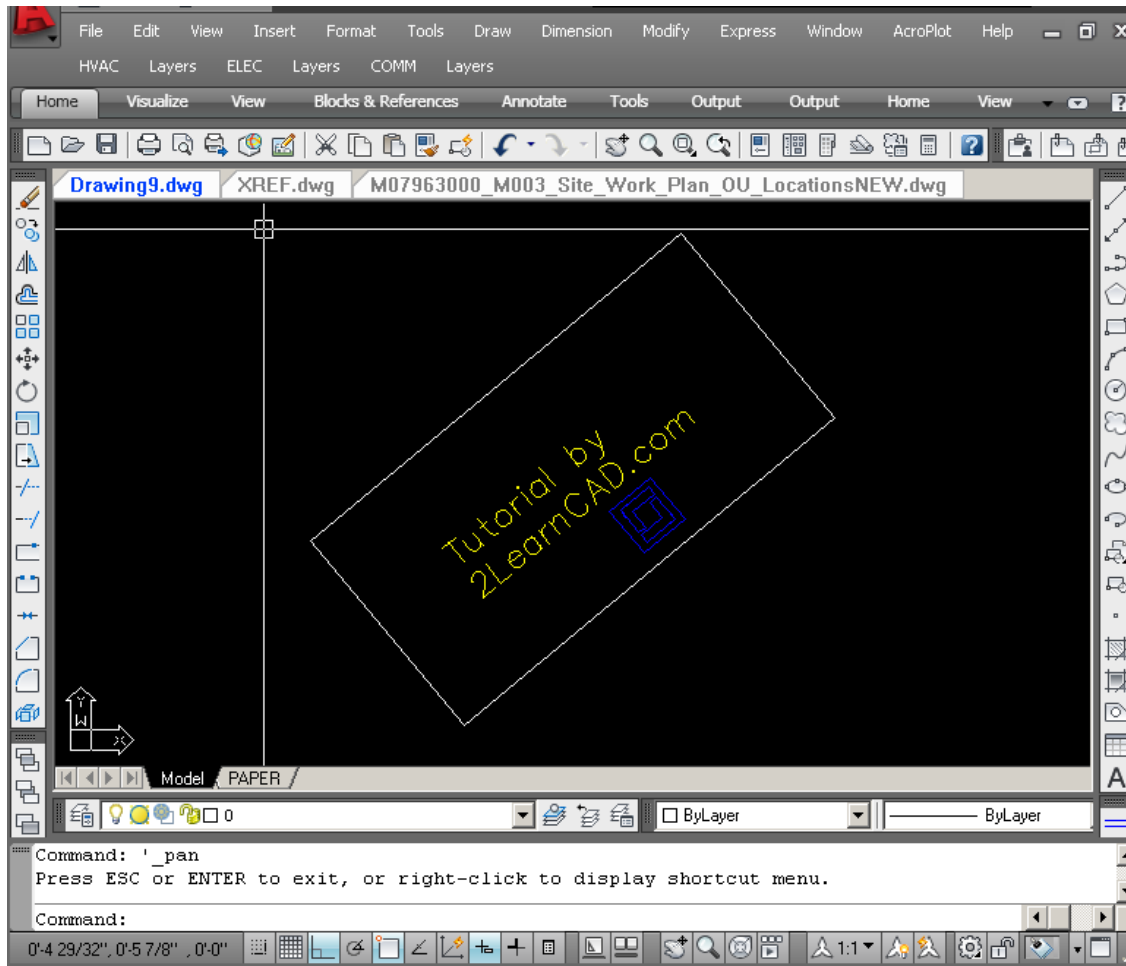 File Edit View Insert Format Tools Draw Dimension Modify Express Window AcroPlot Help
HVAC Layers ELEC Layers COMM Layers
Home Visualize View Blocks & References Annotate Tools Output Output Home View
Drawing9.dwg XREF.dwg M07963000_M003_Site_Work_Plan_OU_LocationsNEW.dwg
Tutorial by
2LearnCAD.com
Y
W
X
Model PAPER
0 ByLayer ByLayer
Command: '_pan
Press ESC or ENTER to exit, or right-click to display shortcut menu.
Command:
0'-4 29/32", 0'-5 7/8" , 0'-0" 1:1
A